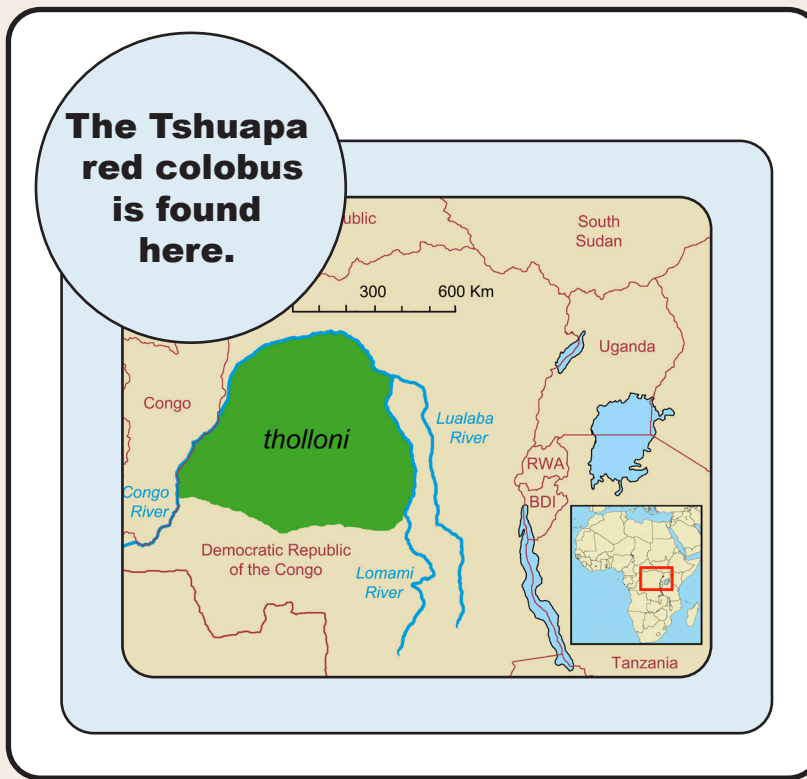 The Tshuapa
red colobus
is found
here.
South
Sudan
300
600 Km
Uganda
Congo
Lualaba
River
tholloni
RWA
Congo
River
BDI
Democratic Republic
of the Congo
Lomami
River
Tanzania